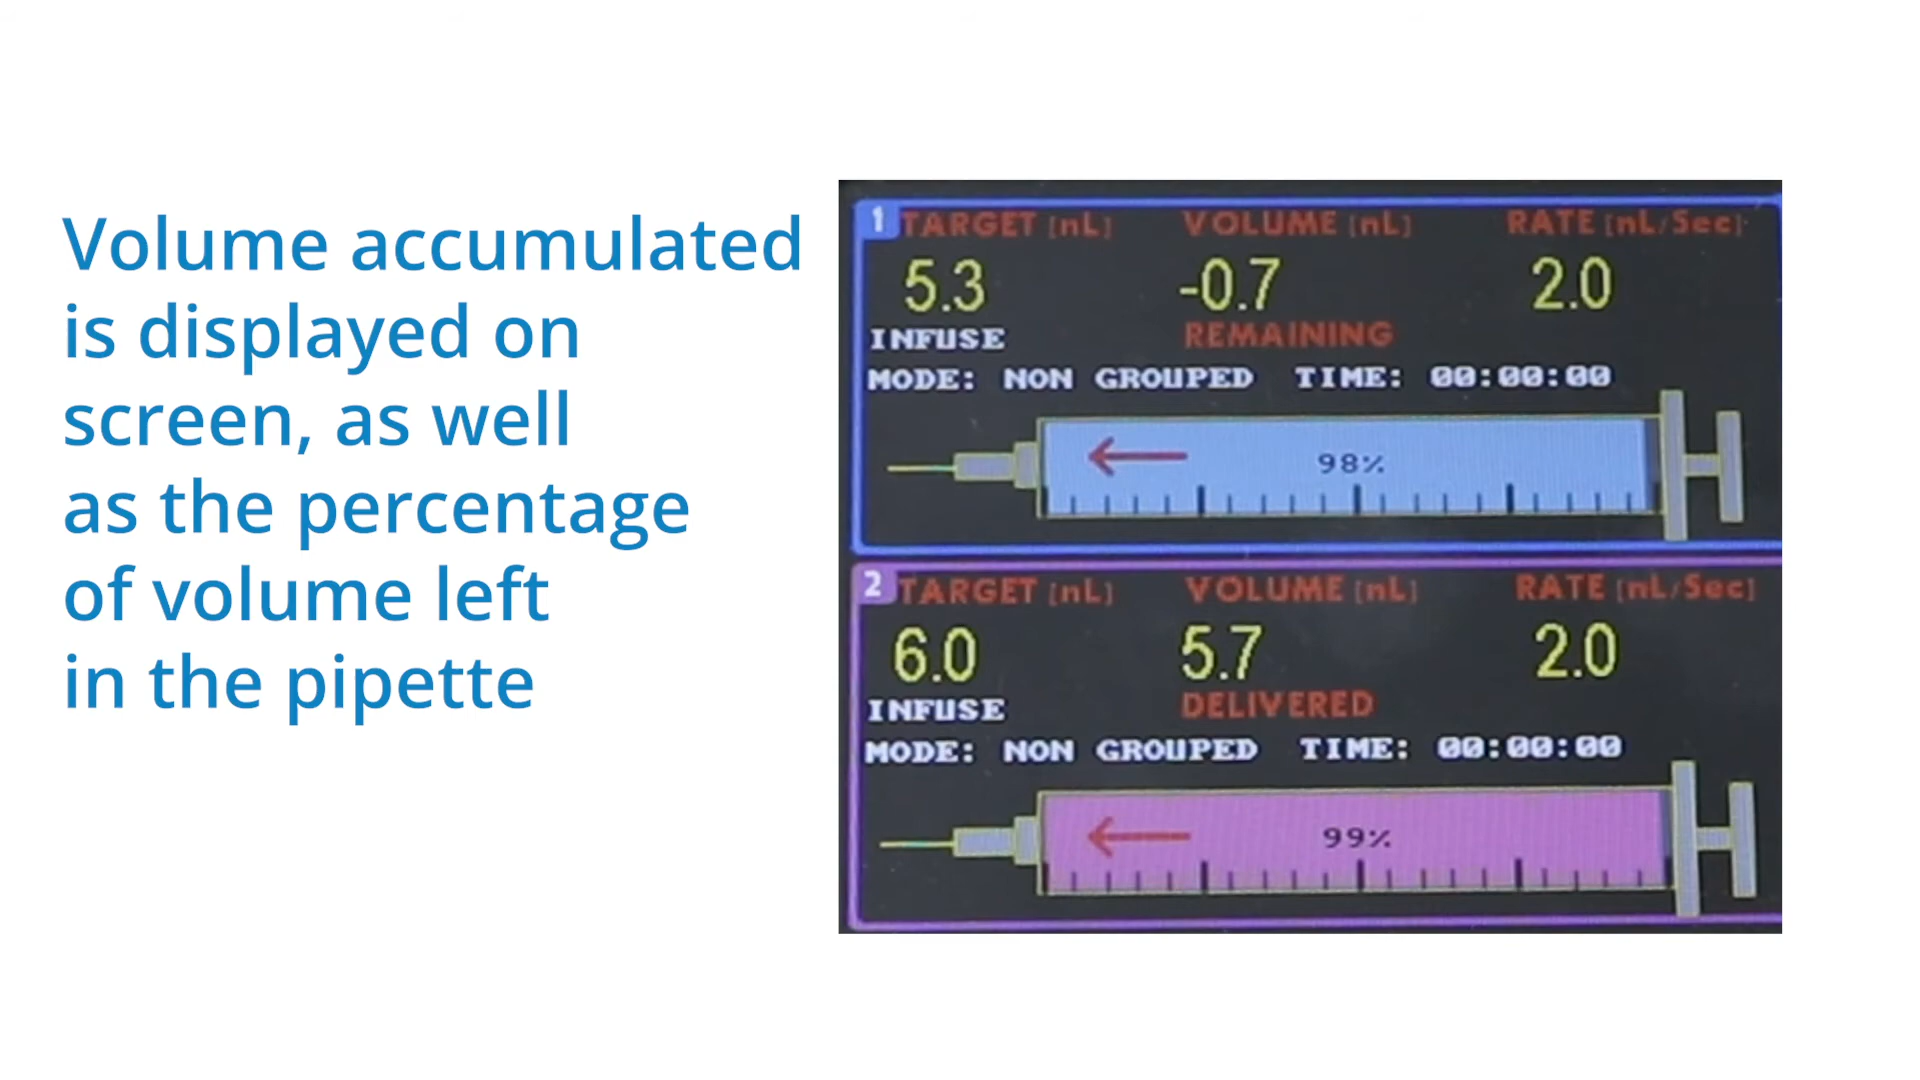 Volume accumulated
is displayed on
screen, as well
as the percentage
of volume left
in the pipette
1 TARGET [nL] VOLUME [nL] RATE [nL/Sec]
5.3 -0.7 2.0
INFUSE REMAINING
MODE: NON GROUPED TIME: 00:00:00
98%
2 TARGET [nL] VOLUME [nL] RATE [nL/Sec]
6.0 5.7 2.0
INFUSE DELIVERED
MODE: NON GROUPED TIME: 00:00:00
99%